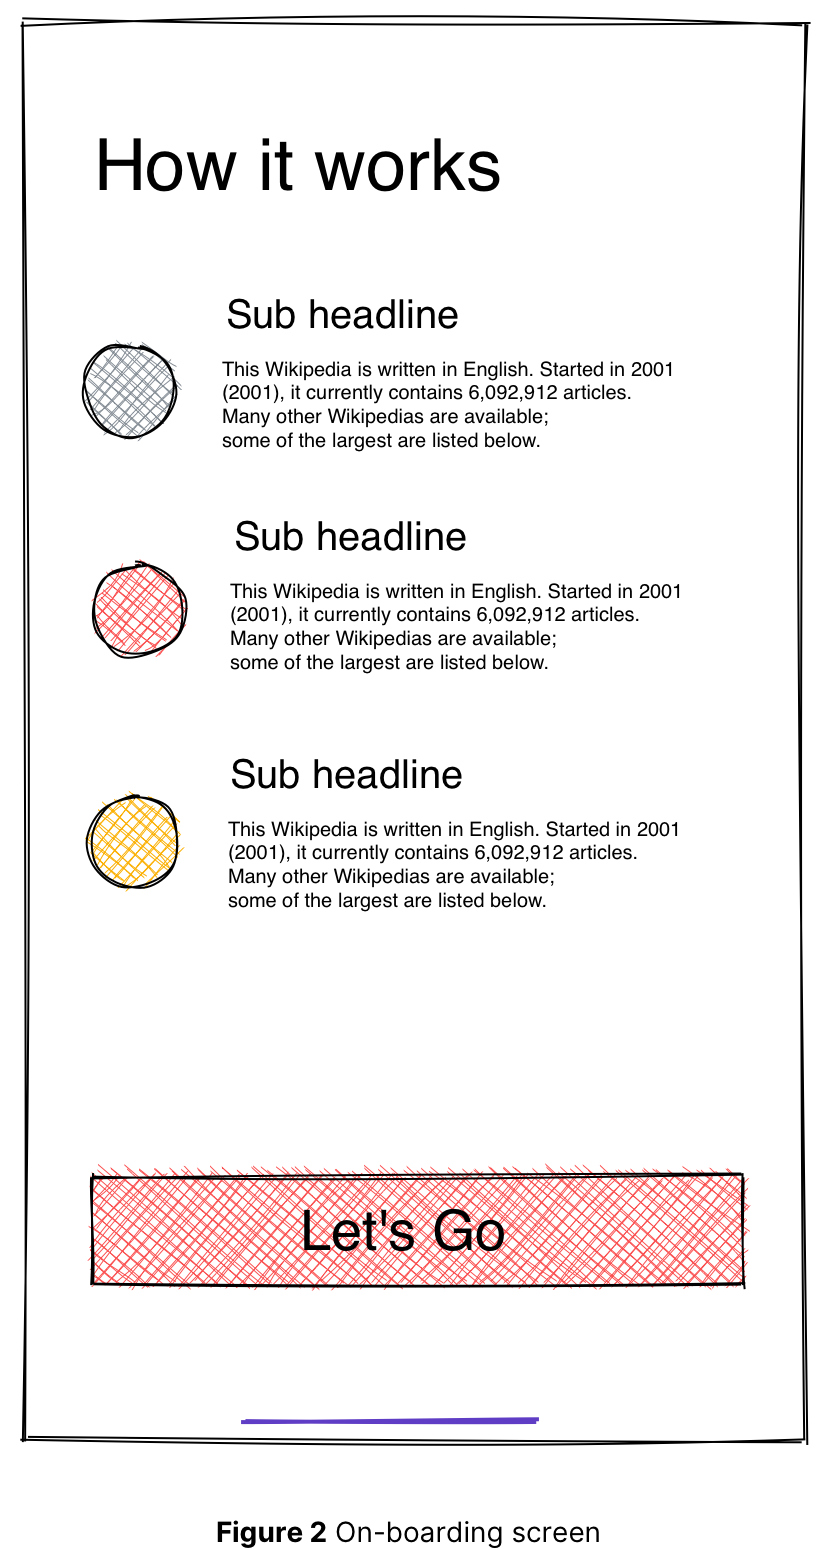 How it works
Sub headline
This Wikipedia is written in English. Started in 2001
(2001), it currently contains 6,092,912 articles.
Many other Wikipedias are available;
some of the largest are listed below.
Sub headline
This Wikipedia is written in English. Started in 2001
(2001), it currently contains 6,092,912 articles.
Many other Wikipedias are available;
some of the largest are listed below.
Sub headline
This Wikipedia is written in English. Started in 2001
(2001), it currently contains 6,092,912 articles.
Many other Wikipedias are available;
some of the largest are listed below.
Let's Go
Figure 2 On-boarding screen